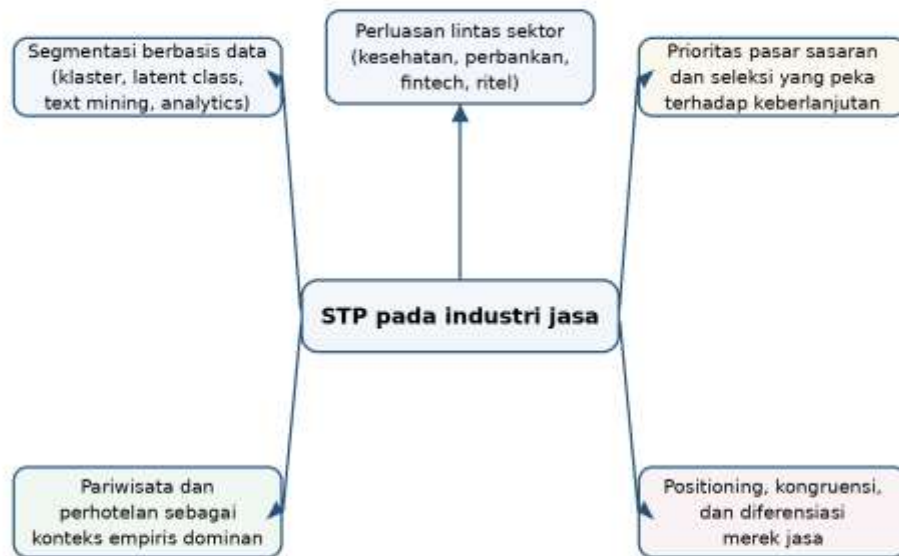 Segmentasi berbasis data
(klaster, latent class,
text mining, analytics)
Perluasan lintas sektor
(kesehatan, perbankan,
fintech, ritel)
Prioritas pasar sasaran
dan seleksi yang peka
terhadap keberlanjutan
STP pada industri jasa
Pariwisata dan
perhotelan sebagai
konteks empiris dominan
Positioning, kongruensi,
dan diferensiasi
merek jasa